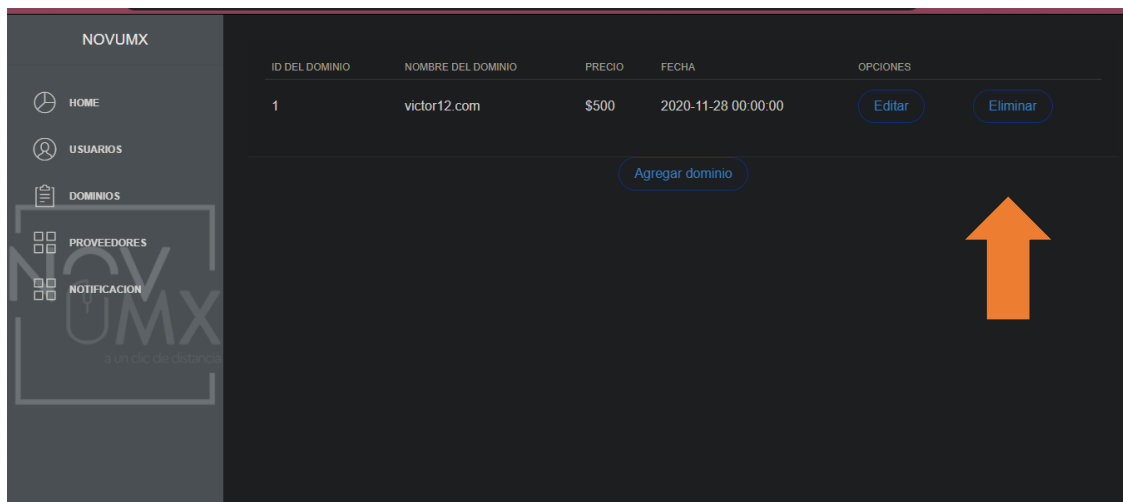 NOVUMX
ID DEL DOMINIO NOMBRE DEL DOMINIO PRECIO FECHA OPCIONES
1 victor12.com $500 2020-11-28 00:00:00 Editar Eliminar
Agregar dominio
HOME
USUARIOS
DOMINIOS
PROVEEDORES
NOTIFICACION
NOV
UMX
a un clic de distancia